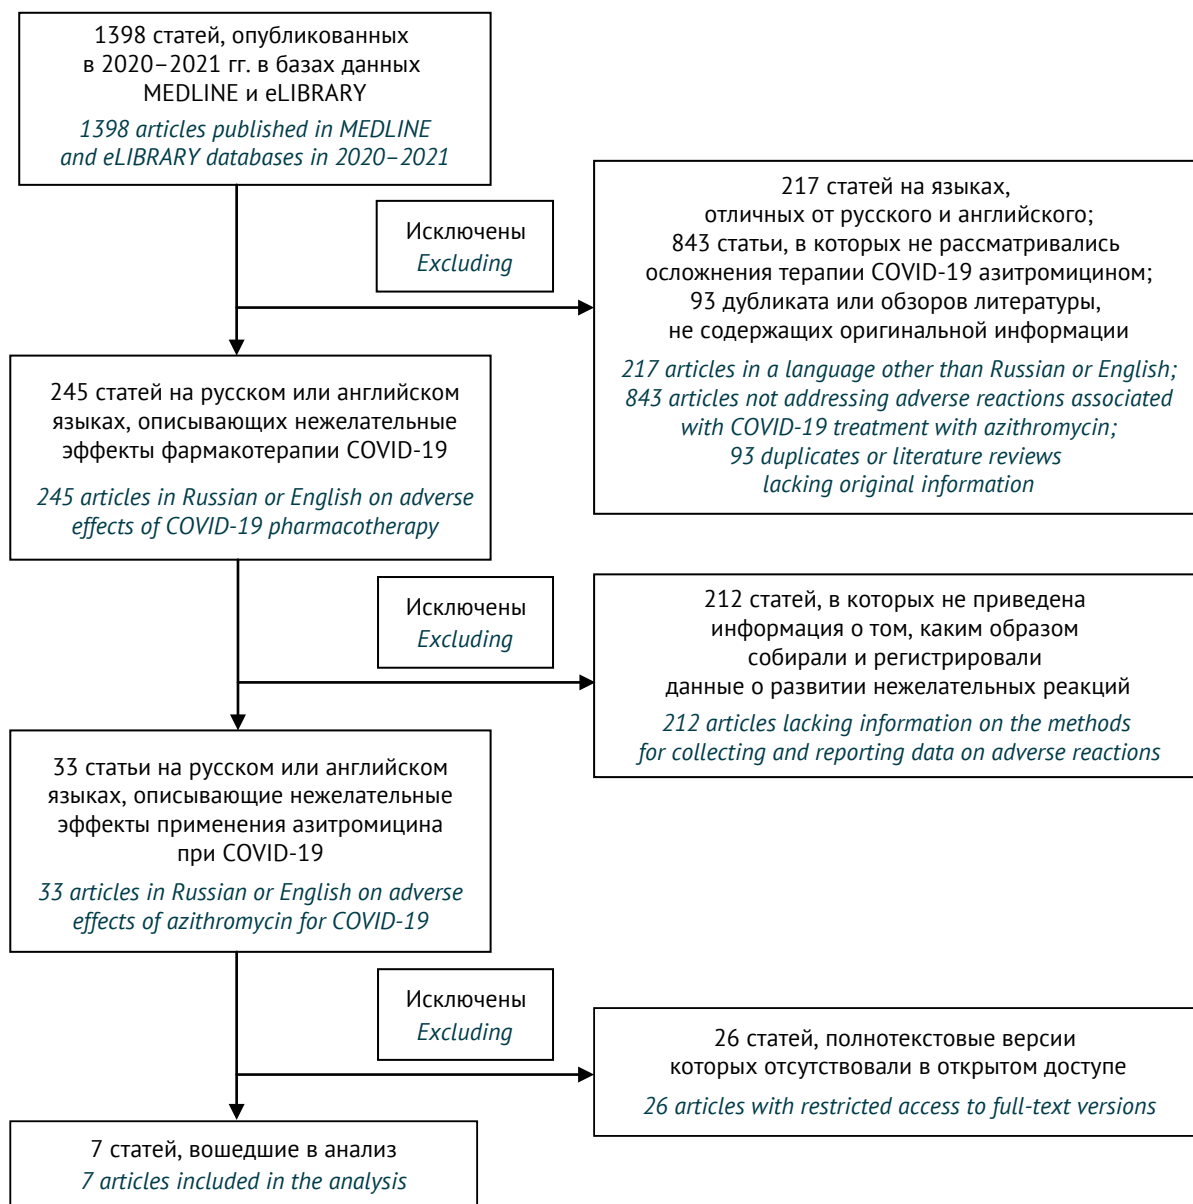 1398 статей, опубликованных
в 2020–2021 гг. в базах данных
MEDLINE и eLIBRARY
1398 articles published in MEDLINE
and eLIBRARY databases in 2020–2021
Исключены
Excluding
217 статей на языках,
отличных от русского и английского;
843 статьи, в которых не рассматривались
осложнения терапии COVID-19 азитромицином;
93 дубликата или обзоров литературы,
не содержащих оригинальной информации
217 articles in a language other than Russian or English;
843 articles not addressing adverse reactions associated
with COVID-19 treatment with azithromycin;
93 duplicates or literature reviews
lacking original information
245 статей на русском или английском
языках, описывающих нежелательные
эффекты фармакотерапии COVID-19
245 articles in Russian or English on adverse
effects of COVID-19 pharmacotherapy
Исключены
Excluding
212 статей, в которых не приведена
информация о том, каким образом
собирали и регистрировали
данные о развитии нежелательных реакций
212 articles lacking information on the methods
for collecting and reporting data on adverse reactions
33 статьи на русском или английском
языках, описывающие нежелательные
эффекты применения азитромицина
при COVID-19
33 articles in Russian or English on adverse
effects of azithromycin for COVID-19
Исключены
Excluding
26 статей, полнотекстовые версии
которых отсутствовали в открытом доступе
26 articles with restricted access to full-text versions
7 статей, вошедшие в анализ
7 articles included in the analysis